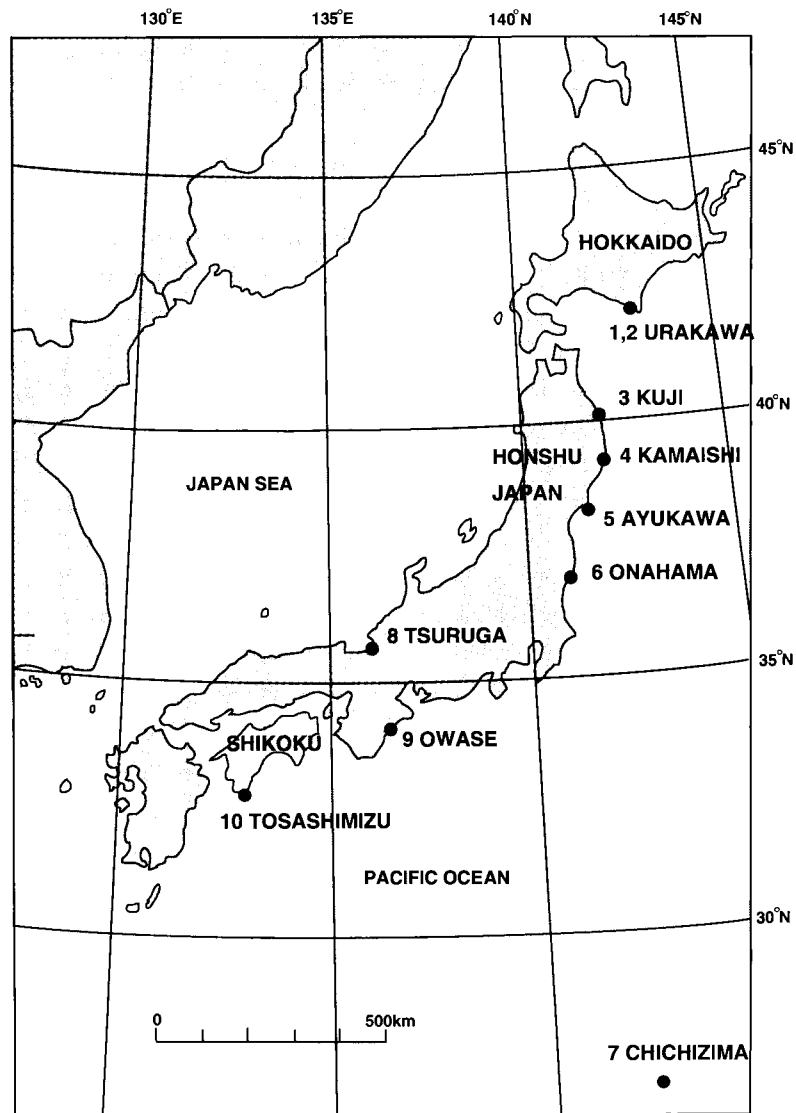 130°E 135°E 140°E 145°E
45°N
HOKKAIDO
1,2 URAKAWA
3 KUJI
40°N
HONSHU 4 KAMAISHI
JAPAN SEA
JAPAN
5 AYUKAWA
6 ONAHAMA
8 TSURUGA
35°N
SHIKOKU
9 OWASE
10 TOSASHIMIZU
PACIFIC OCEAN
30°N
0 500km
7 CHICHIZIMA